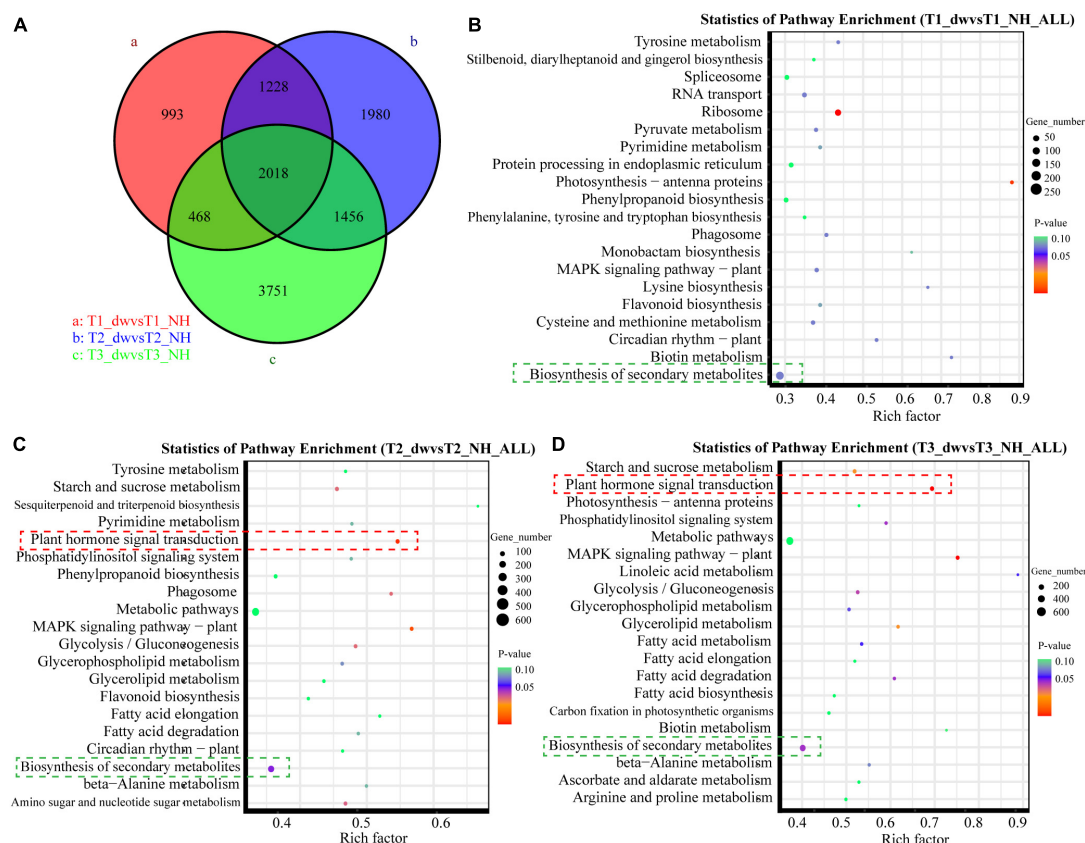 A
a
b
993
1228
1980
2018
468
1456
3751
a: T1_dwvsT1_NH
b: T2_dwvsT2_NH
c: T3_dwvsT3_NH
c
B
Statistics of Pathway Enrichment (T1_dwvsT1_NH_ALL)
Tyrosine metabolism
Stilbenoid, diarylheptanoid and gingerol biosynthesis
Spliceosome
RNA transport
Ribosome
Pyruvate metabolism
Pyrimidine metabolism
Protein processing in endoplasmic reticulum
Photosynthesis − antenna proteins
Phenylpropanoid biosynthesis
Phenylalanine, tyrosine and tryptophan biosynthesis
Phagosome
Monobactam biosynthesis
MAPK signaling pathway − plant
Lysine biosynthesis
Flavonoid biosynthesis
Cysteine and methionine metabolism
Circadian rhythm − plant
Biotin metabolism
Biosynthesis of secondary metabolites
0.3 0.4 0.5 0.6 0.7 0.8 0.9
Rich factor
Gene_number
50
100
150
200
250
P-value
0.10
0.05
C
Statistics of Pathway Enrichment (T2_dwvsT2_NH_ALL)
Tyrosine metabolism
Starch and sucrose metabolism
Sesquiterpenoid and triterpenoid biosynthesis
Pyrimidine metabolism
Plant hormone signal transduction
Phosphatidylinositol signaling system
Phenylpropanoid biosynthesis
Phagosome
Metabolic pathways
MAPK signaling pathway − plant
Glycolysis / Gluconeogenesis
Glycerophospholipid metabolism
Glycerolipid metabolism
Flavonoid biosynthesis
Fatty acid elongation
Fatty acid degradation
Circadian rhythm − plant
Biosynthesis of secondary metabolites
beta−Alanine metabolism
Amino sugar and nucleotide sugar metabolism
0.4 0.5 0.6
Rich factor
Gene_number
100
200
300
400
500
600
P-value
0.10
0.05
D
Statistics of Pathway Enrichment (T3_dwvsT3_NH_ALL)
Starch and sucrose metabolism
Plant hormone signal transduction
Photosynthesis − antenna proteins
Phosphatidylinositol signaling system
Metabolic pathways
MAPK signaling pathway − plant
Linoleic acid metabolism
Glycolysis / Gluconeogenesis
Glycerophospholipid metabolism
Glycerolipid metabolism
Fatty acid metabolism
Fatty acid elongation
Fatty acid degradation
Fatty acid biosynthesis
Carbon fixation in photosynthetic organisms
Biotin metabolism
Biosynthesis of secondary metabolites
beta−Alanine metabolism
Ascorbate and aldarate metabolism
Arginine and proline metabolism
0.4 0.5 0.6 0.7 0.8 0.9
Rich factor
Gene_number
200
400
600
P-value
0.10
0.05